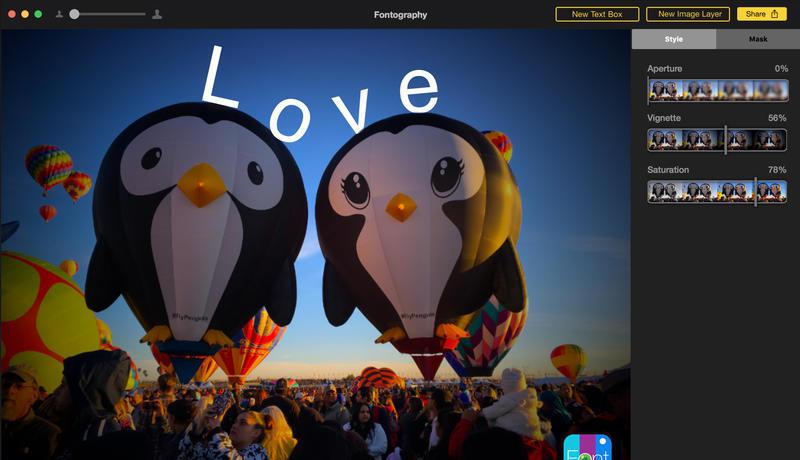 Fontography
New Text Box
New Image Layer
Share
Style
Mask
Aperture
0%
Vignette
56%
Saturation
78%
Love
#FlyPenguin
#FlyPenguin
Font